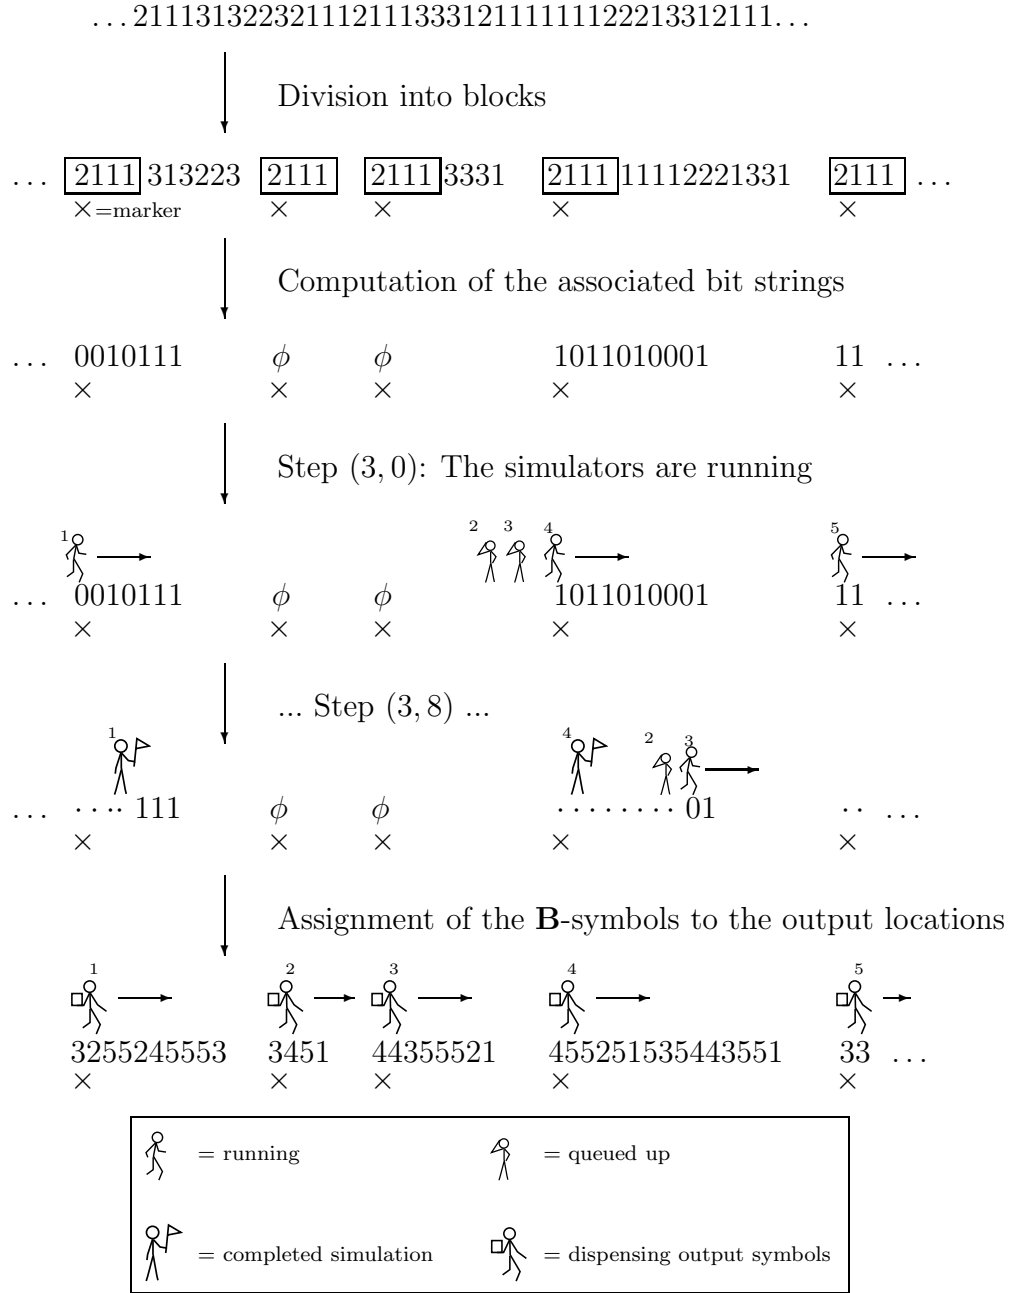 ...2111313223211121113331211111111222133​12111...
Division into blocks
... 2111 313223 2111 2111 3331 2111 11112221331 2111 ...
×=marker × × × ×
Computation of the associated bit strings
... 0010111 ϕ ϕ 1011010001 11 ...
× × × × ×
Step (3, 0): The simulators are running
1 2 3 4 5
... 0010111 ϕ ϕ 1011010001 11 ...
× × × × ×
... Step (3, 8) ...
1 4 2 3
... ···· 111 ϕ ϕ ········ 01 ·· ...
× × × × ×
Assignment of the B-symbols to the output locations
1 2 3 4 5
3255245553 3451 44355521 455251535443551 33 ...
× × × × ×
= running = queued up
= completed simulation = dispensing output symbols